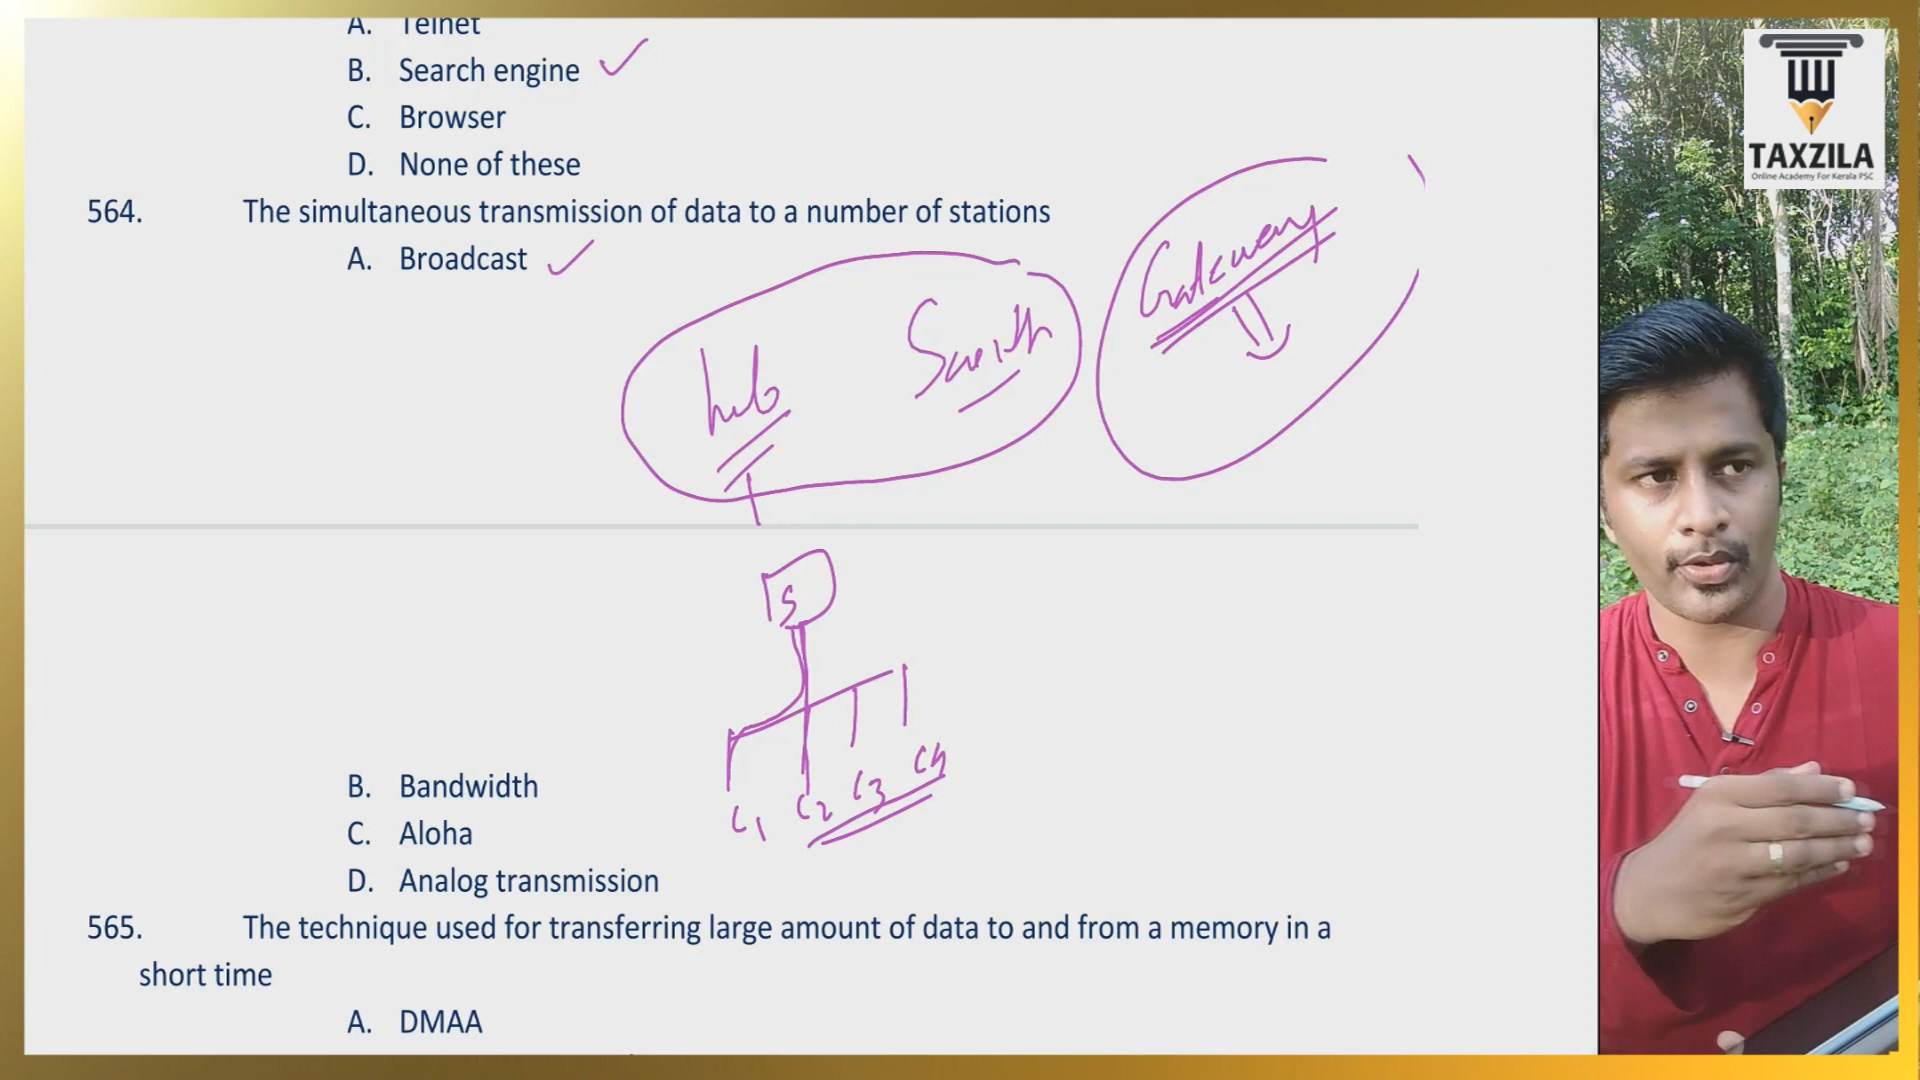 A. Telnet
B. Search engine
C. Browser
D. None of these
564. The simultaneous transmission of data to a number of stations
A. Broadcast
hub
Swith
Gateway
S
C1 C2 C3 C4
B. Bandwidth
C. Aloha
D. Analog transmission
565. The technique used for transferring large amount of data to and from a memory in a
short time
A. DMAA
TAXZILA
Online Academy For Kerala PSC